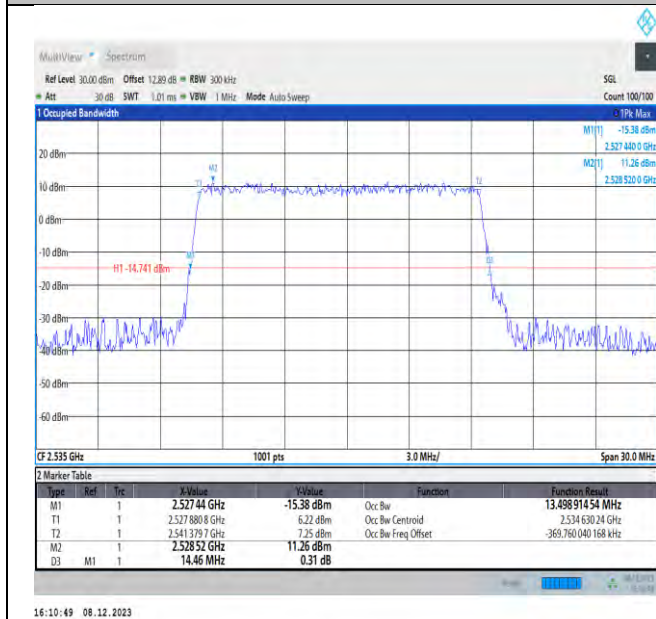 MultiView Spectrum
Ref Level 30.00 dBm Offset 12.89 dB RBW 300 kHz SGL
Att 30 dB SWT 1.01 ms VBW 1 MHz Mode Auto Sweep Count 100/100
1 Occupied Bandwidth 1Pk Max
M1[1] -15.38 dBm
2.527 440 0 GHz
M2[1] 11.26 dBm
2.528 520 0 GHz
20 dBm
M2
T1 T2
10 dBm
0 dBm
-10 dBm
M1 D3
H1 -14.741 dBm
-20 dBm
-30 dBm
-40 dBm
-50 dBm
-60 dBm
CF 2.535 GHz 1001 pts 3.0 MHz/ Span 30.0 MHz
2 Marker Table
Type Ref Trc X-Value Y-Value Function Function Result
M1 1 2.527 44 GHz -15.38 dBm Occ Bw 13.498 914 54 MHz
T1 1 2.527 880 8 GHz 6.22 dBm Occ Bw Centroid 2.534 630 24 GHz
T2 1 2.541 379 7 GHz 7.25 dBm Occ Bw Freq Offset -369.760 040 168 kHz
M2 1 2.528 52 GHz 11.26 dBm
D3 M1 1 14.46 MHz 0.31 dB
16:10:49 08.12.2023